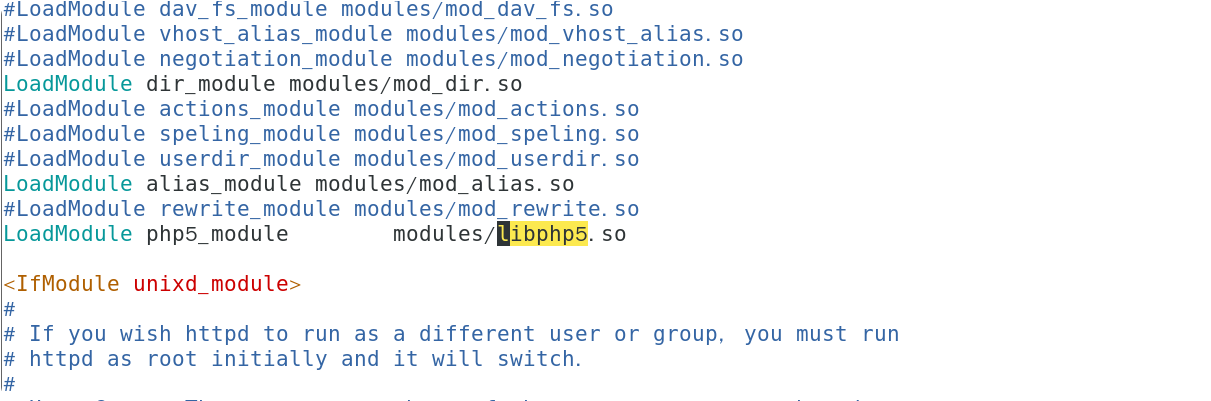 #LoadModule dav_fs_module modules/mod_dav_fs.so
#LoadModule vhost_alias_module modules/mod_vhost_alias.so
#LoadModule negotiation_module modules/mod_negotiation.so
LoadModule dir_module modules/mod_dir.so
#LoadModule actions_module modules/mod_actions.so
#LoadModule speling_module modules/mod_speling.so
#LoadModule userdir_module modules/mod_userdir.so
LoadModule alias_module modules/mod_alias.so
#LoadModule rewrite_module modules/mod_rewrite.so
LoadModule php5_module        modules/libphp5.so
<IfModule unixd_module>
#
# If you wish httpd to run as a different user or group, you must run
# httpd as root initially and it will switch.
#